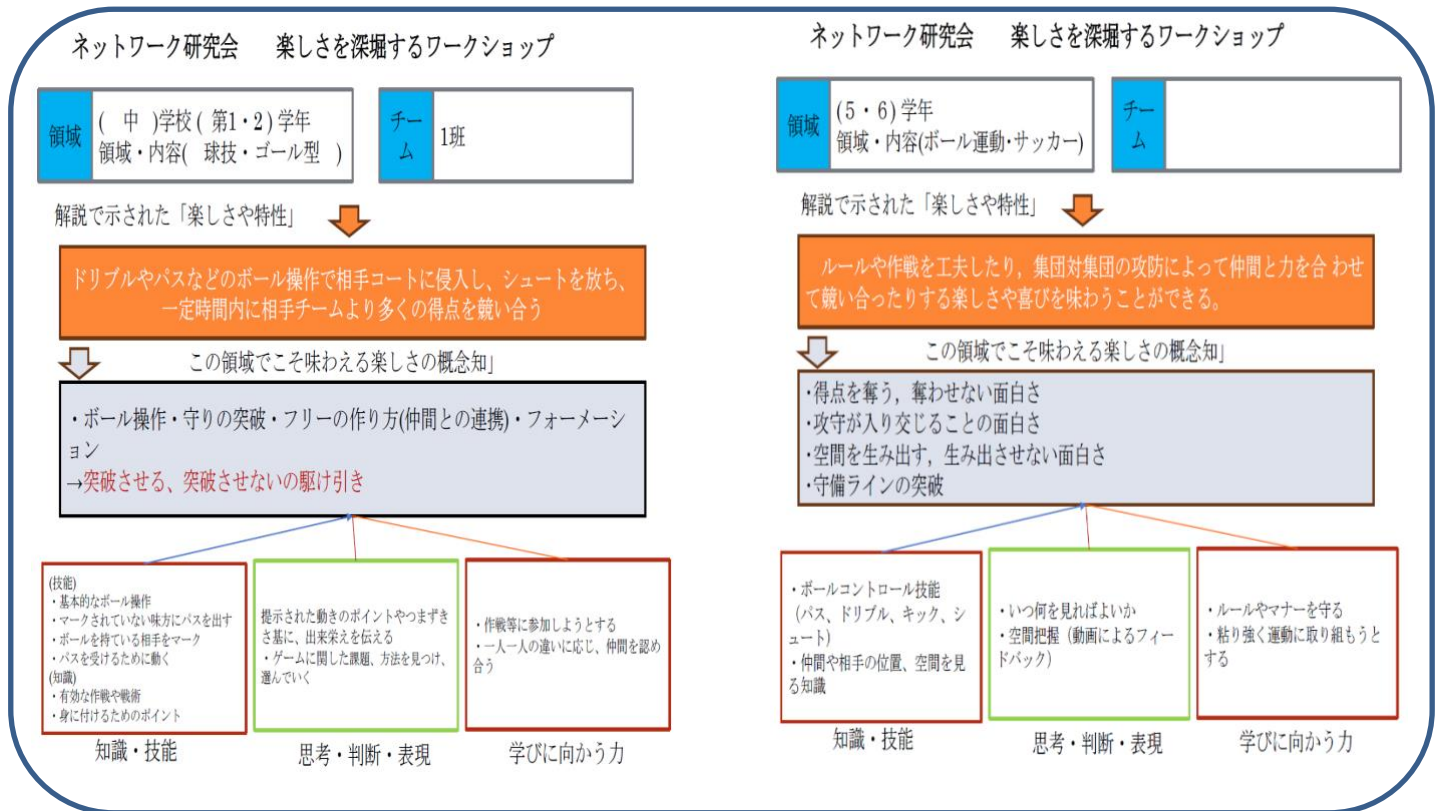 ネットワーク研究会　楽しさを深堀するワークショップ
領域
(　中　)学校(　第1・2)学年
領域・内容(　球技・ゴール型　)
チー
ム
1班
解説で示された「楽しさや特性」
ドリブルやパスなどのボール操作で相手コートに侵入し、シュートを放ち、
一定時間内に相手チームより多くの得点を競い合う
この領域でこそ味わえる楽しさの概念知」
・ボール操作・守りの突破・フリーの作り方(仲間との連携)・フォーメーシ
ョン
→突破させる、突破させないの駆け引き
(技能)
・基本的なボール操作
・マークされていない味方にパスを出す
・ボールを持ている相手をマーク
・パスを受けるために動く
(知識)
・有効な作戦や戦術
・身に付けるためのポイント
知識・技能
提示された動きのポイントやつまずき
さ基に、出来栄えを伝える
・ゲームに関した課題、方法を見つけ、
選んでいく
思考・判断・表現
・作戦等に参加しようとする
・一人一人の違いに応じ、仲間を認め
合う
学びに向かう力
ネットワーク研究会　楽しさを深堀するワークショップ
領域
(5・6)学年
領域・内容(ボール運動・サッカー)
チー
ム
解説で示された「楽しさや特性」
ルールや作戦を工夫したり，集団対集団の攻防によって仲間と力を合 わせ
て競い合ったりする楽しさや喜びを味わうことができる。
この領域でこそ味わえる楽しさの概念知」
・得点を奪う，奪わせない面白さ
・攻守が入り交じることの面白さ
・空間を生み出す，生み出させない面白さ
・守備ラインの突破
・ボールコントロール技能
（パス、ドリブル、キック、シ
ュート）
・仲間や相手の位置、空間を見
る知識
知識・技能
・いつ何を見ればよいか
・空間把握（動画によるフィー
ドバック）
思考・判断・表現
・ルールやマナーを守る
・粘り強く運動に取り組もうと
する
学びに向かう力